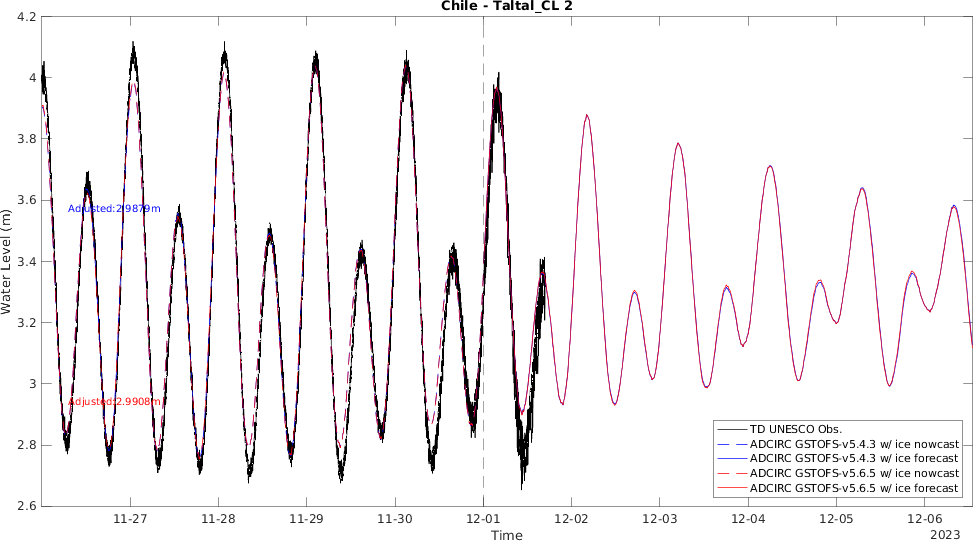 Chile - Taltal_CL 2
4.2
4
3.8
3.6
3.4
3.2
3
2.8
2.6
Water Level (m)
Adjusted:2.9879m
Adjusted:2.9908m
TD UNESCO Obs.
ADCIRC GSTOFS-v5.4.3 w/ ice nowcast
ADCIRC GSTOFS-v5.4.3 w/ ice forecast
ADCIRC GSTOFS-v5.6.5 w/ ice nowcast
ADCIRC GSTOFS-v5.6.5 w/ ice forecast
11-27 11-28 11-29 11-30 12-01 12-02 12-03 12-04 12-05 12-06
Time
2023